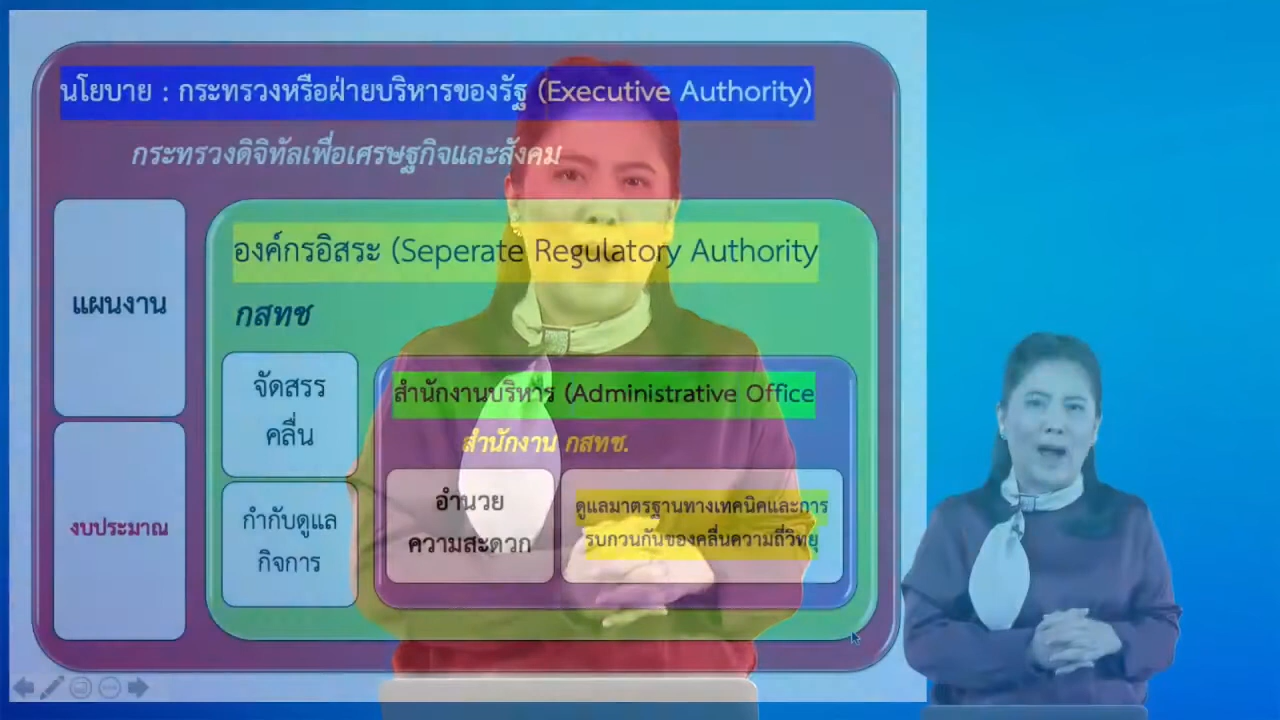 นโยบาย : กระทรวงหรือฝ่ายบริหารของรัฐ (Executive Authority)
กระทรวงดิจิทัลเพื่อเศรษฐกิจและสังคม
แผนงาน
งบประมาณ
องค์กรอิสระ (Seperate Regulatory Authority
กสทช
จัดสรร
คลื่น
กำกับดูแล
กิจการ
สำนักงานบริหาร (Administrative Office
สำนักงาน กสทช.
อำนวย
ความสะดวก
ดูแลมาตรฐานทางเทคนิคและการ
รบกวนกันของคลื่นความถี่วิทยุ